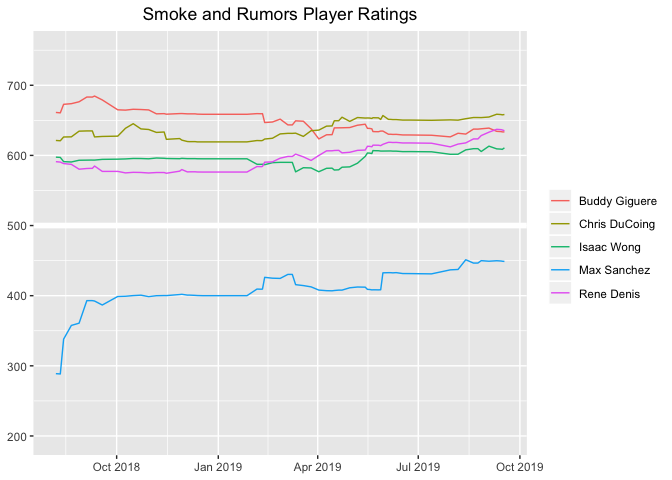 Smoke and Rumors Player Ratings
700
600
500
400
300
200
Oct 2018
Jan 2019
Apr 2019
Jul 2019
Oct 2019
Buddy Giguere
Chris DuCoing
Isaac Wong
Max Sanchez
Rene Denis